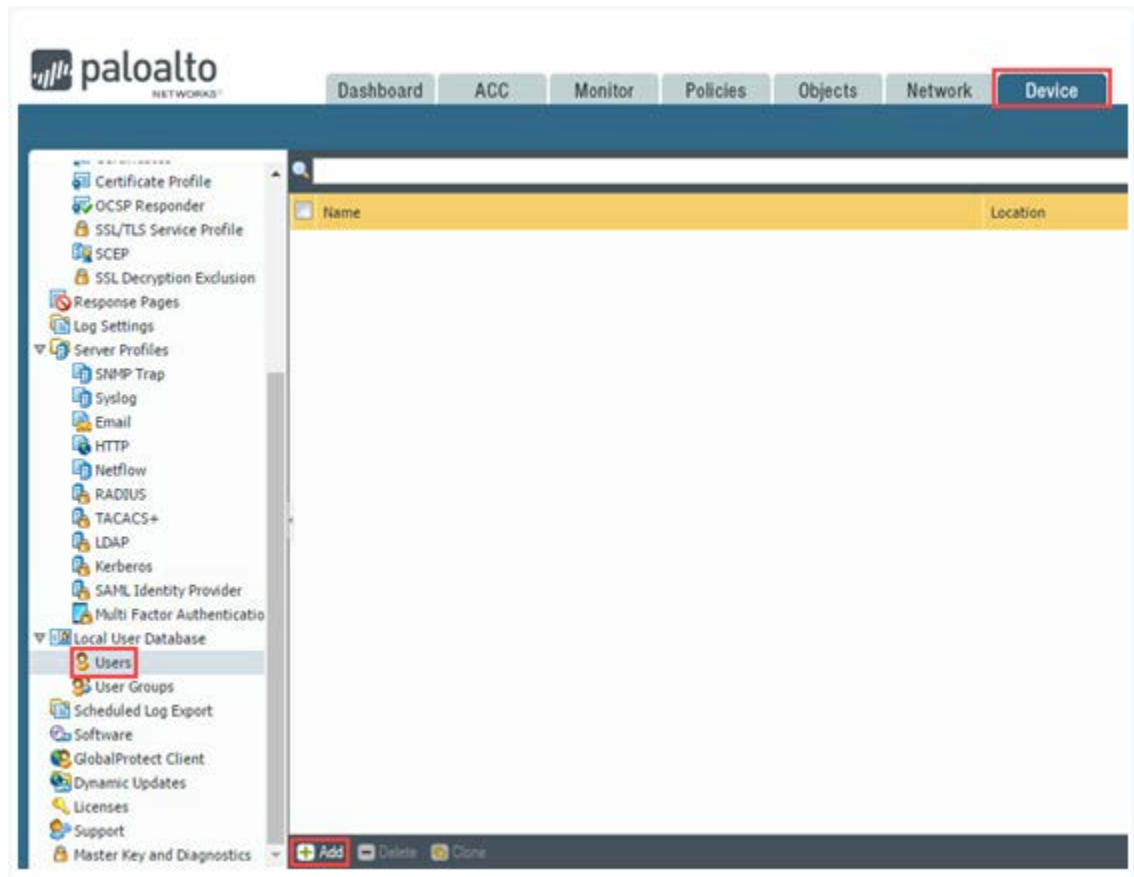 paloalto
NETWORKS
Dashboard ACC Monitor Policies Objects Network Device
Certificate Profile
OCSP Responder
SSL/TLS Service Profile
SCEP
SSL Decryption Exclusion
Response Pages
Log Settings
Server Profiles
SNMP Trap
Syslog
Email
HTTP
Netflow
RADIUS
TACACS+
LDAP
Kerberos
SAML Identity Provider
Multi Factor Authenticatio
Local User Database
Users
User Groups
Scheduled Log Export
Software
GlobalProtect Client
Dynamic Updates
Licenses
Support
Master Key and Diagnostics
Name Location
Add Delete Clone